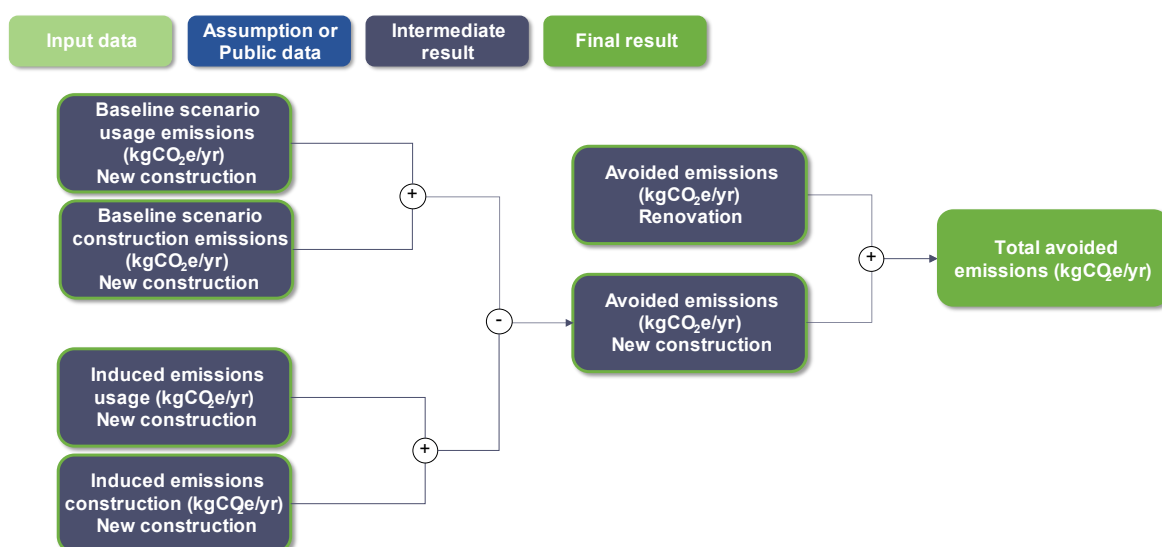 Input data
Assumption or
Public data
Intermediate
result
Final result
Baseline scenario
usage emissions
(kgCO₂e/yr)
New construction
Baseline scenario
construction emissions
(kgCO₂e/yr)
New construction
+
Induced emissions
usage (kgCO₂e/yr)
New construction
Induced emissions
construction (kgCO₂e/yr)
New construction
+
-
Avoided emissions
(kgCO₂e/yr)
Renovation
Avoided emissions
(kgCO₂e/yr)
New construction
+
Total avoided
emissions (kgCO₂e/yr)